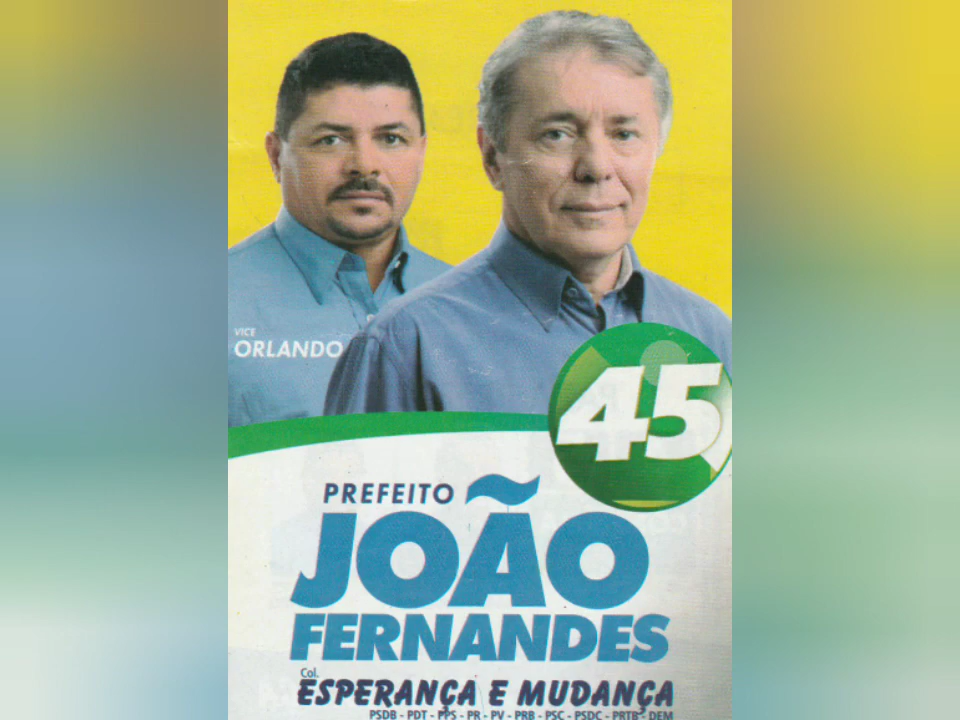 VICE
ORLANDO
45
PREFEITO
JOÃO
FERNANDES
Col.
ESPERANÇA E MUDANÇA
PSDB - PDT - PPS - PR - PV - PRB - PSC - PSDC - PRTB - DEM